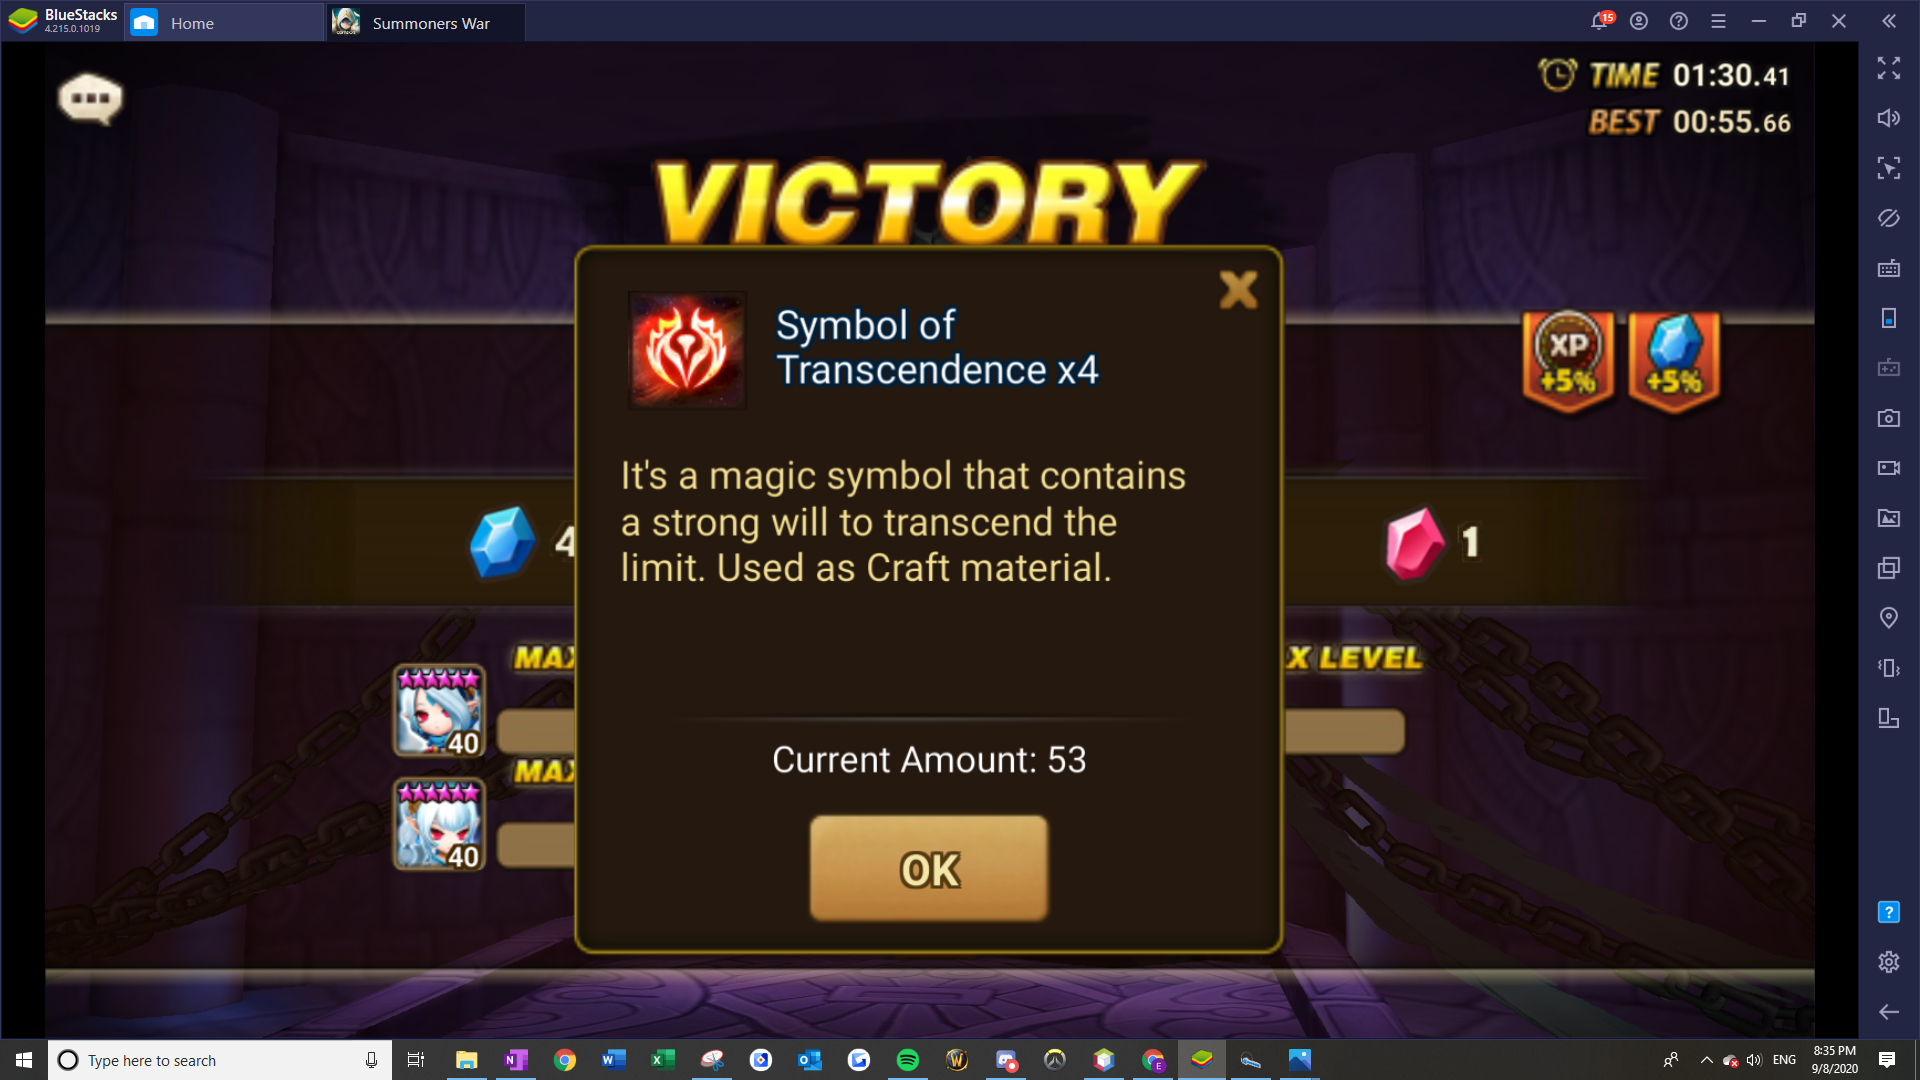 BlueStacks
4.215.0.1019
Home
Summoners War
15
TIME 01:30.41
BEST 00:55.66
VICTORY
Symbol of
Transcendence x4
XP
+5%
+5%
It's a magic symbol that contains
a strong will to transcend the
limit. Used as Craft material.
4
1
MAX
X LEVEL
40
MAX
40
Current Amount: 53
OK
Type here to search
ENG
8:35 PM
9/8/2020